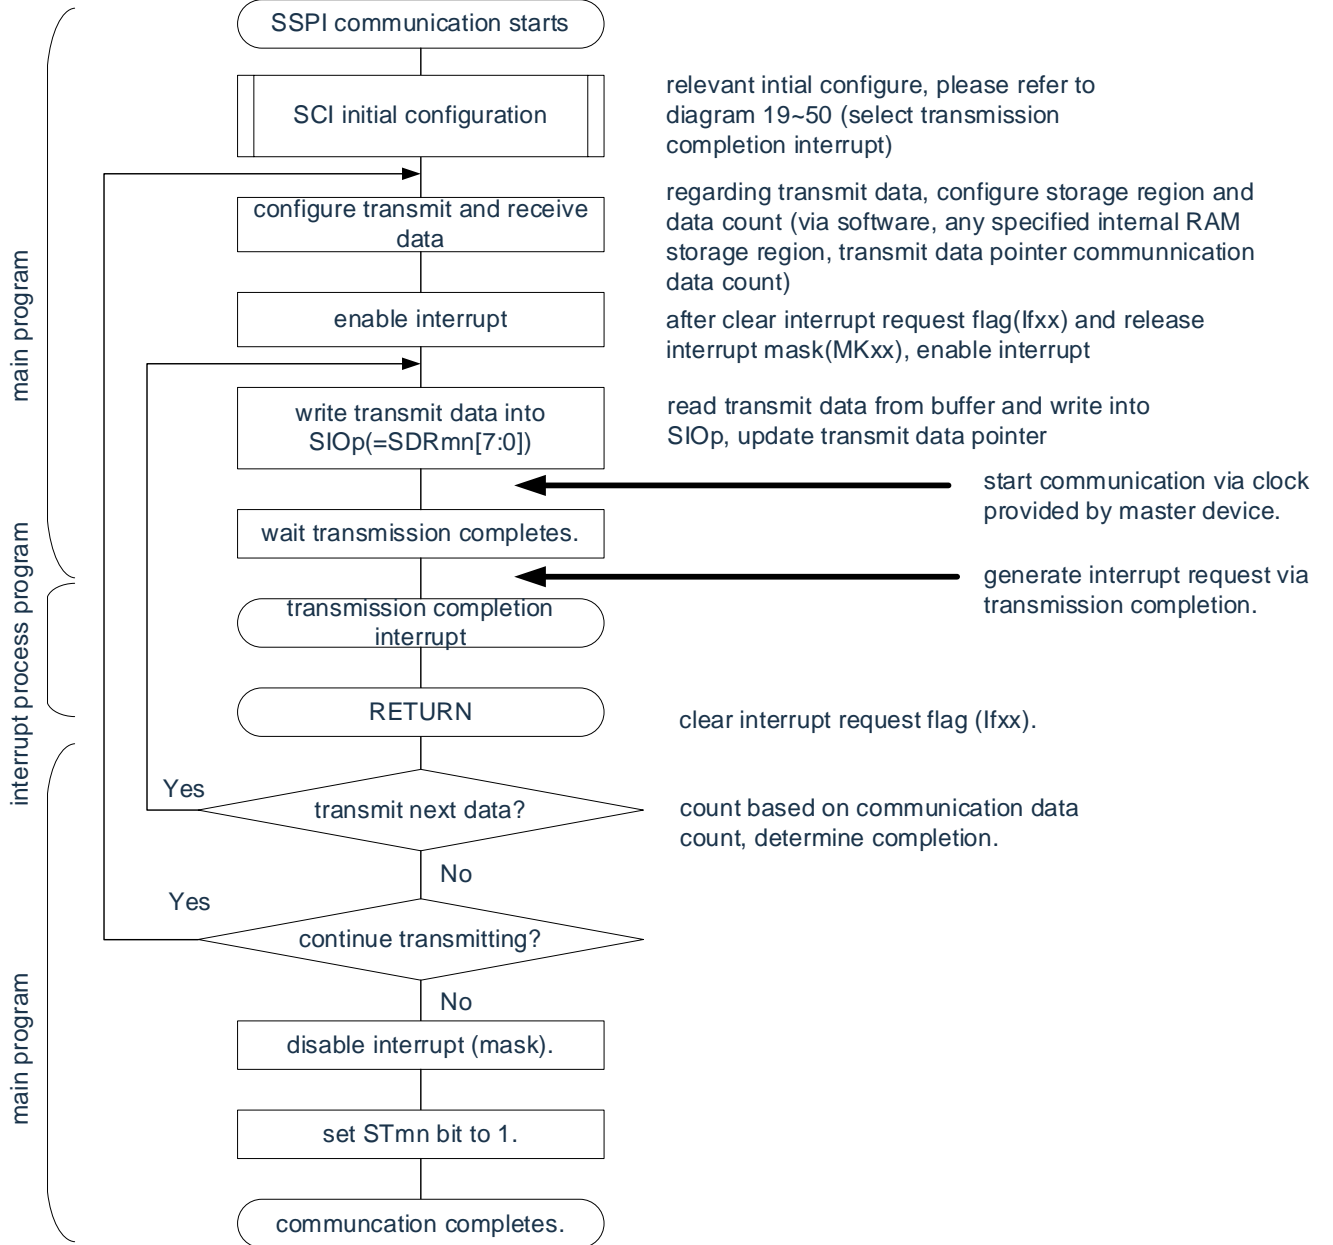 SSPI communication starts
SCI initial configuration
relevant intial configure, please refer to
diagram 19~50 (select transmission
completion interrupt)
configure transmit and receive
data
regarding transmit data, configure storage region and
data count (via software, any specified internal RAM
storage region, transmit data pointer communnication
data count)
enable interrupt
after clear interrupt request flag(Ifxx) and release
interrupt mask(MKxx), enable interrupt
main program
write transmit data into
SIOp(=SDRmn[7:0])
read transmit data from buffer and write into
SIOp, update transmit data pointer
start communication via clock
provided by master device.
wait transmission completes.
generate interrupt request via
transmission completion.
transmission completion
interrupt
interrupt process program
RETURN
clear interrupt request flag (Ifxx).
Yes
transmit next data?
count based on communication data
count, determine completion.
No
Yes
continue transmitting?
No
main program
disable interrupt (mask).
set STmn bit to 1.
communcation completes.